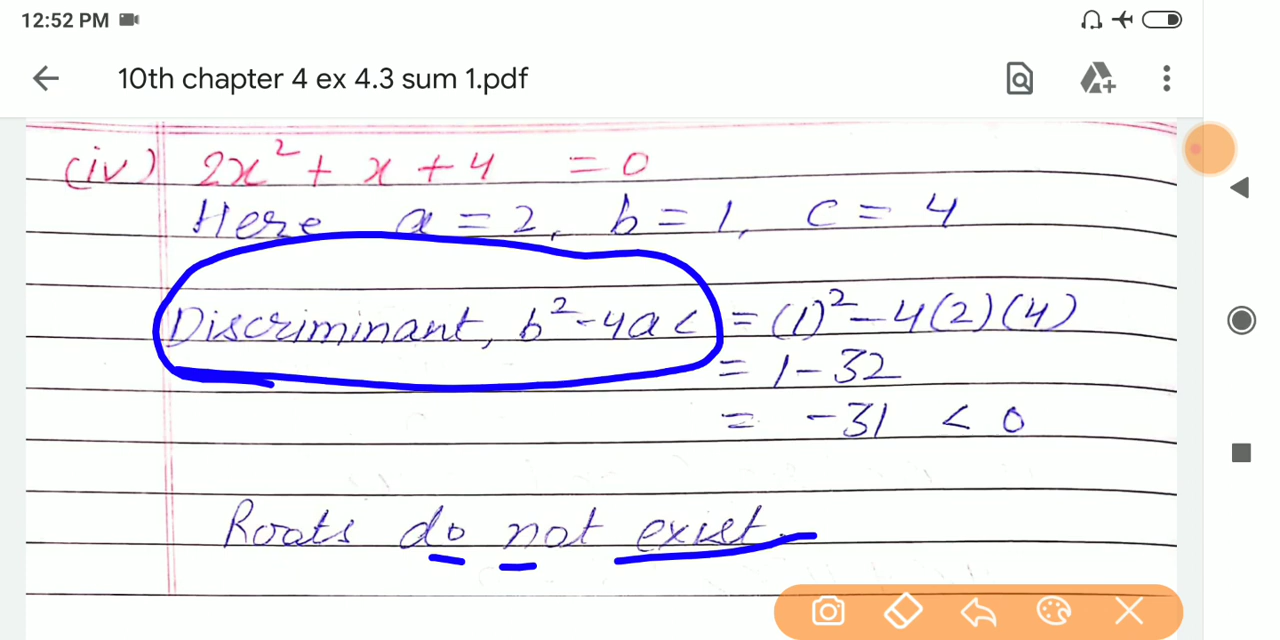 12:52 PM
10th chapter 4 ex 4.3 sum 1.pdf
(iv) 2x² + x + 4 = 0
Here a = 2, b = 1, c = 4
Discriminant, b² - 4ac = (1)² - 4(2)(4)
= 1 - 32
= -31 < 0
Roots do not exist.